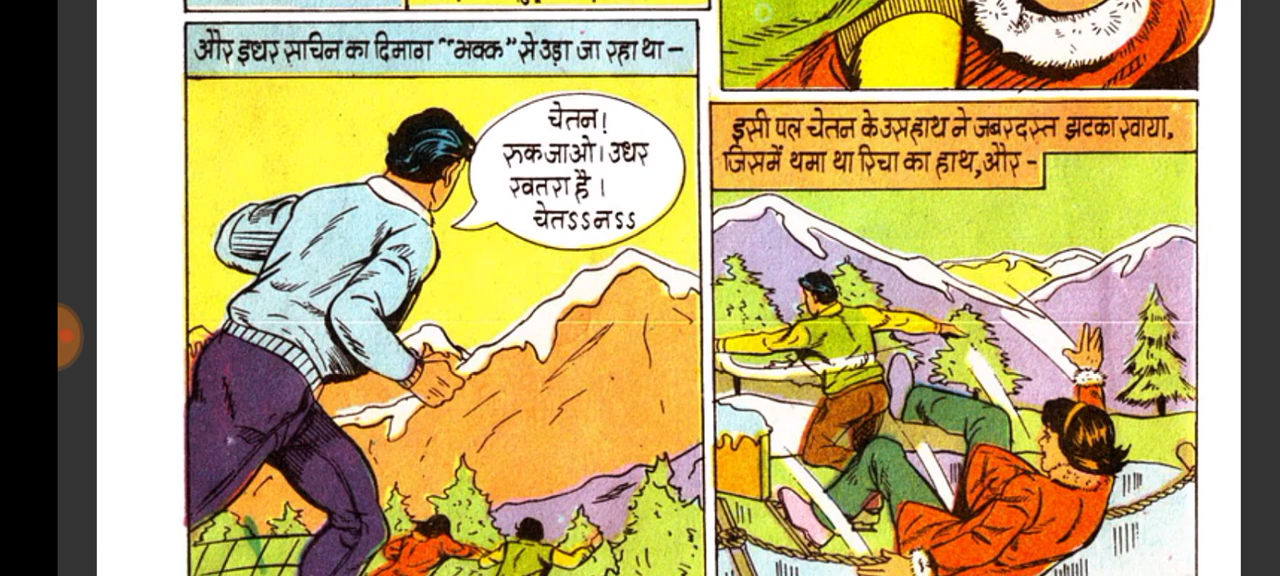 और इधर साचिन का दिमाग "भक्क" से उड़ा जा रहा था -
चेतन!
रुक जाओ। उधर
खतरा है।
चेतऽऽनऽऽ
इसी पल चेतन के उस हाथ ने जबरदस्त झटका खाया,
जिसमें थमा था रिचा का हाथ, और -